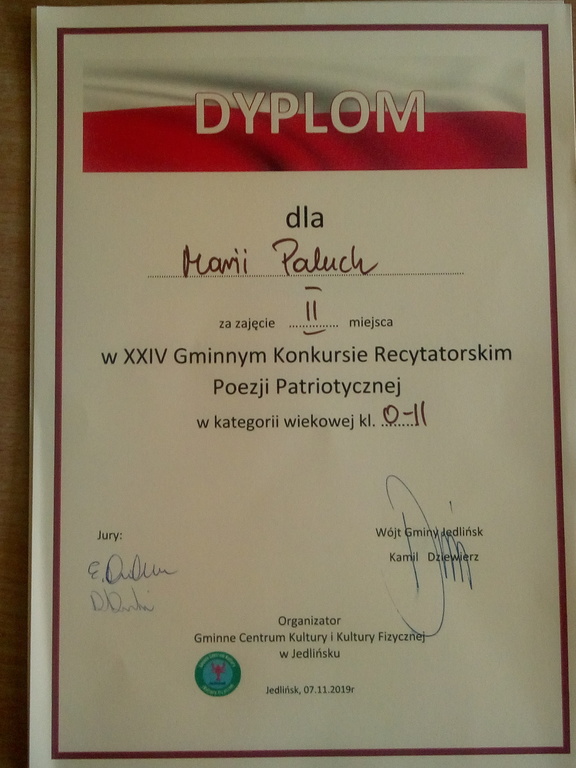 DYPLOM
dla
Marii Paluch
za zajęcie II miejsca
w XXIV Gminnym Konkursie Recytatorskim
Poezji Patriotycznej
w kategorii wiekowej kl. 0-II
Jury:
Wójt Gminy Jedlińsk
Kamil Dziewierz
Organizator
Gminne Centrum Kultury i Kultury Fizycznej
w Jedlińsku
Jedlińsk, 07.11.2019r